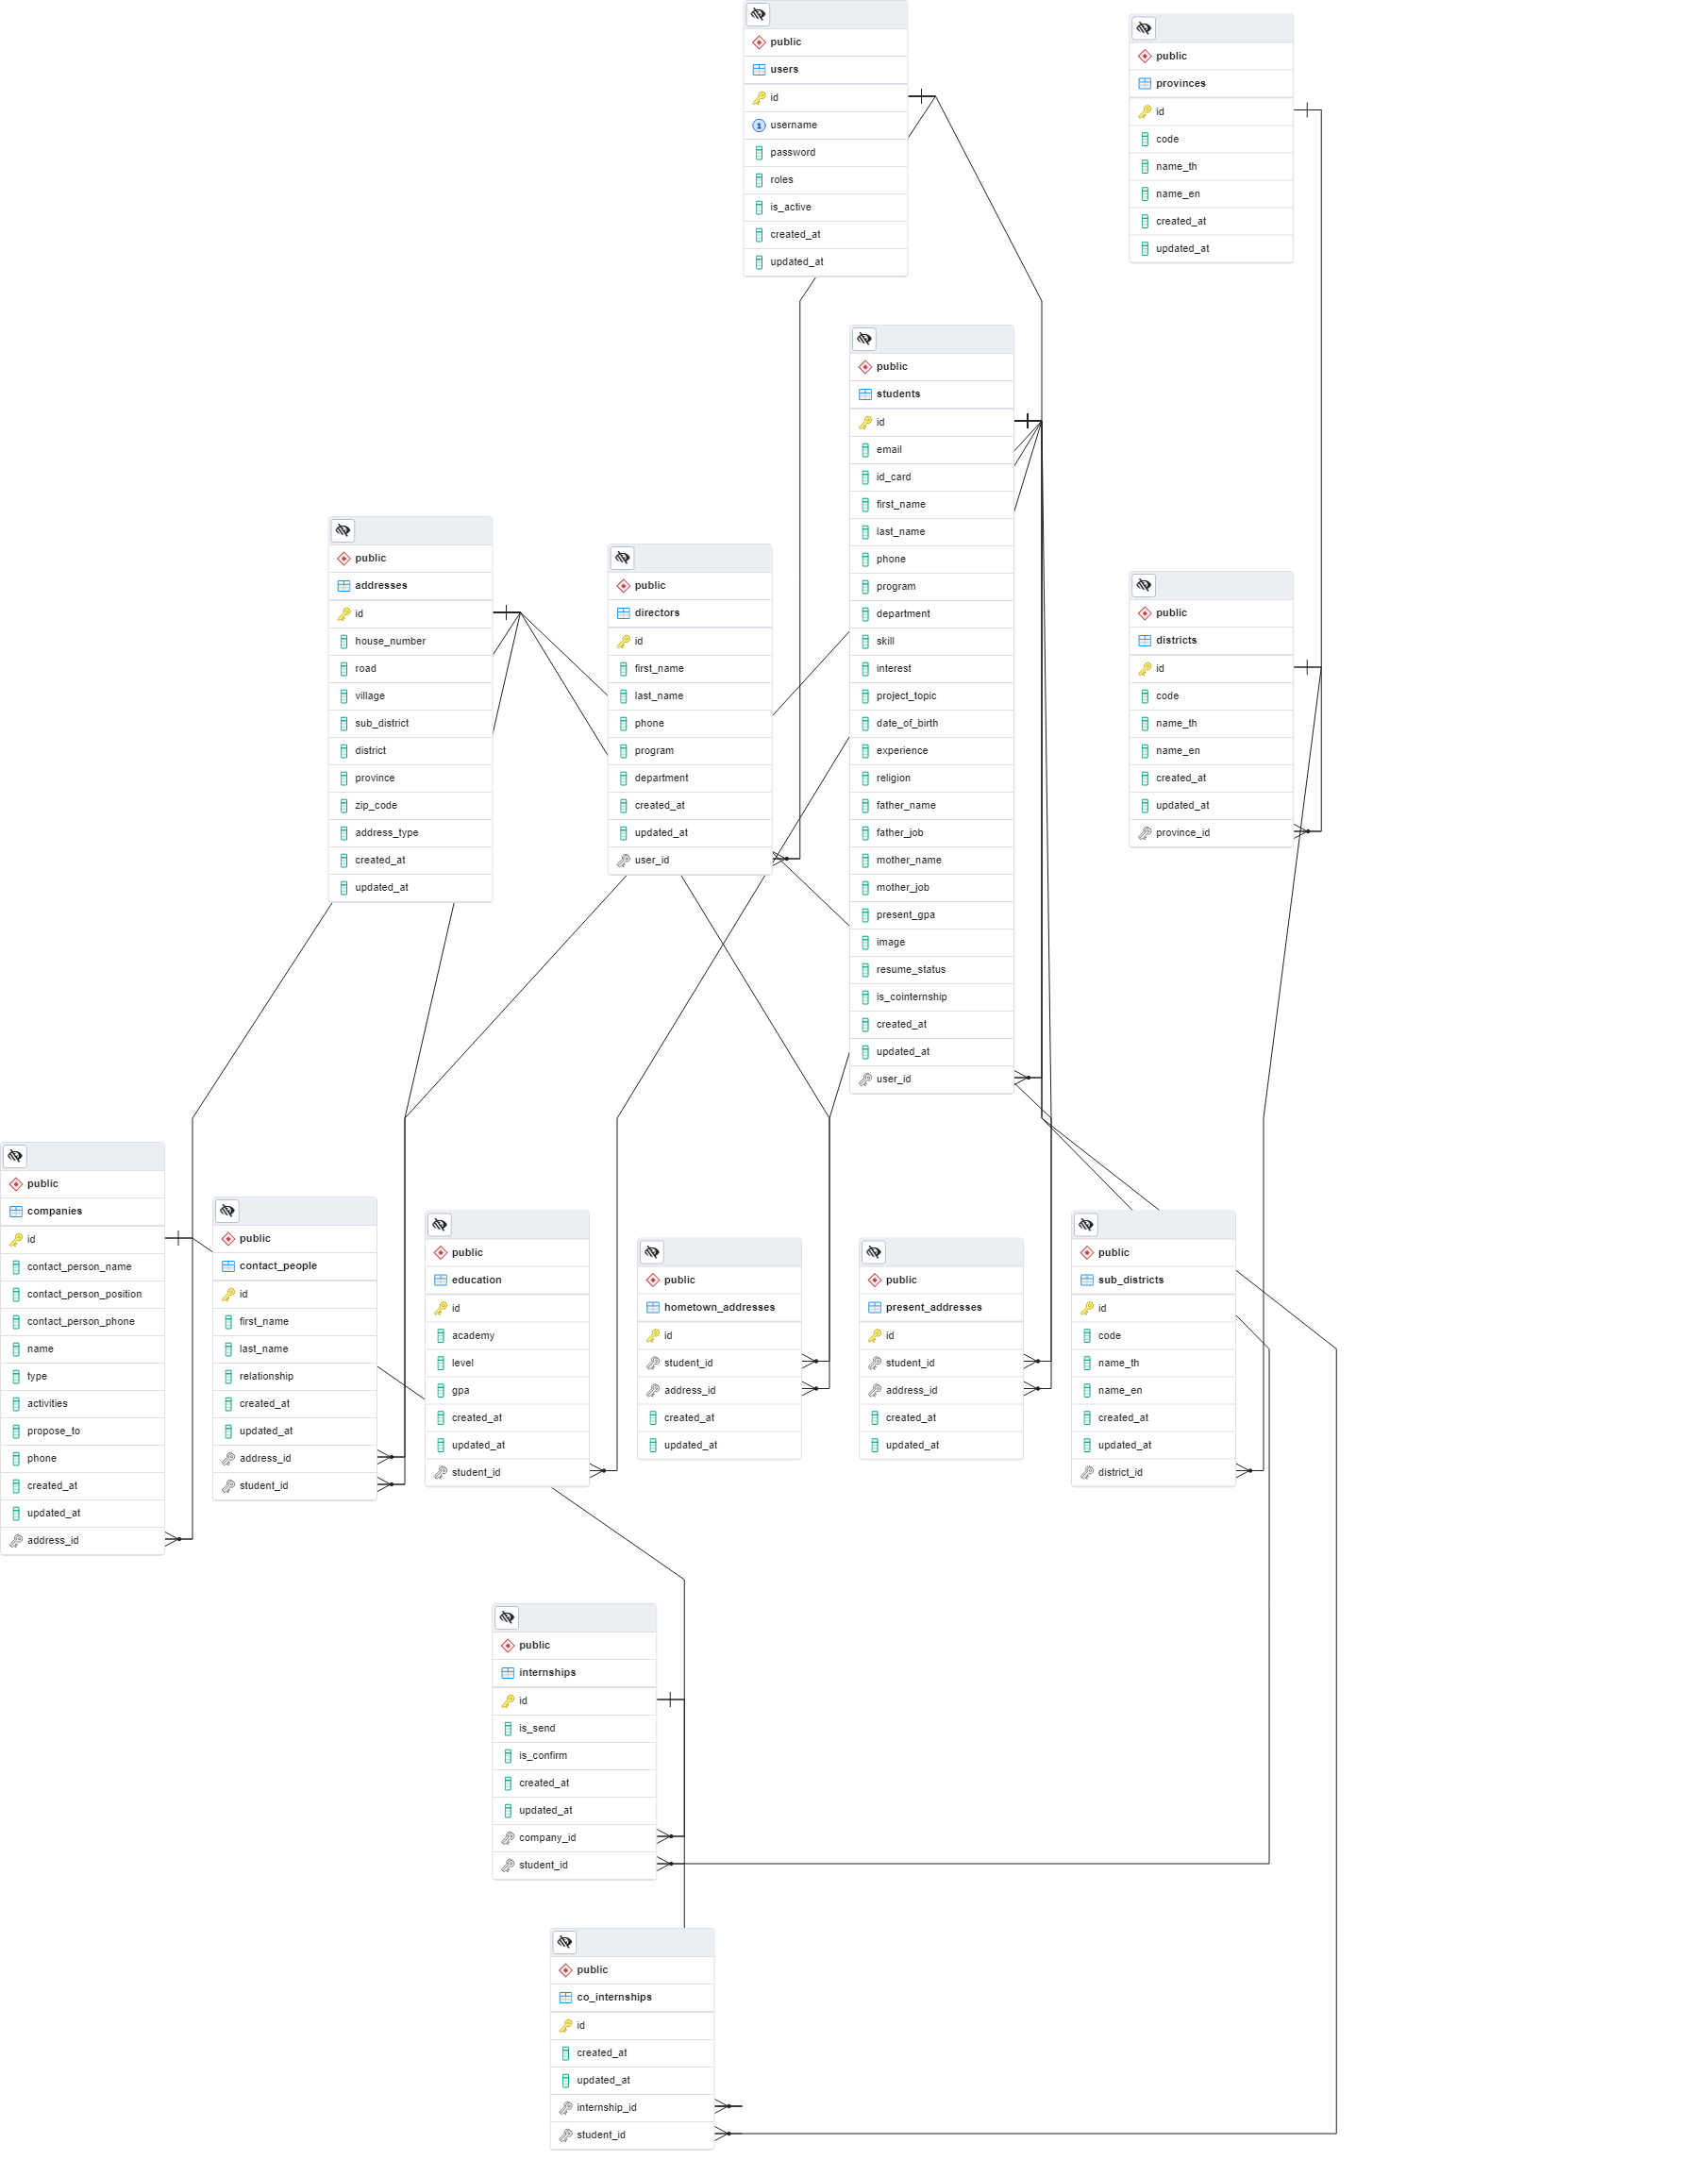 public
users
id
username
password
roles
is_active
created_at
updated_at
public
provinces
id
code
name_th
name_en
created_at
updated_at
public
students
id
email
id_card
first_name
last_name
phone
program
department
skill
interest
project_topic
date_of_birth
experience
religion
father_name
father_job
mother_name
mother_job
present_gpa
image
resume_status
is_cointernship
created_at
updated_at
user_id
public
addresses
id
house_number
road
village
sub_district
district
province
zip_code
address_type
created_at
updated_at
public
directors
id
first_name
last_name
phone
program
department
created_at
updated_at
user_id
public
districts
id
code
name_th
name_en
created_at
updated_at
province_id
public
companies
id
contact_person_name
contact_person_position
contact_person_phone
name
type
activities
propose_to
phone
created_at
updated_at
address_id
public
contact_people
id
first_name
last_name
relationship
created_at
updated_at
address_id
student_id
public
education
id
academy
level
gpa
created_at
updated_at
student_id
public
hometown_addresses
id
student_id
address_id
created_at
updated_at
public
present_addresses
id
student_id
address_id
created_at
updated_at
public
sub_districts
id
code
name_th
name_en
created_at
updated_at
district_id
public
internships
id
is_send
is_confirm
created_at
updated_at
company_id
student_id
public
co_internships
id
created_at
updated_at
internship_id
student_id